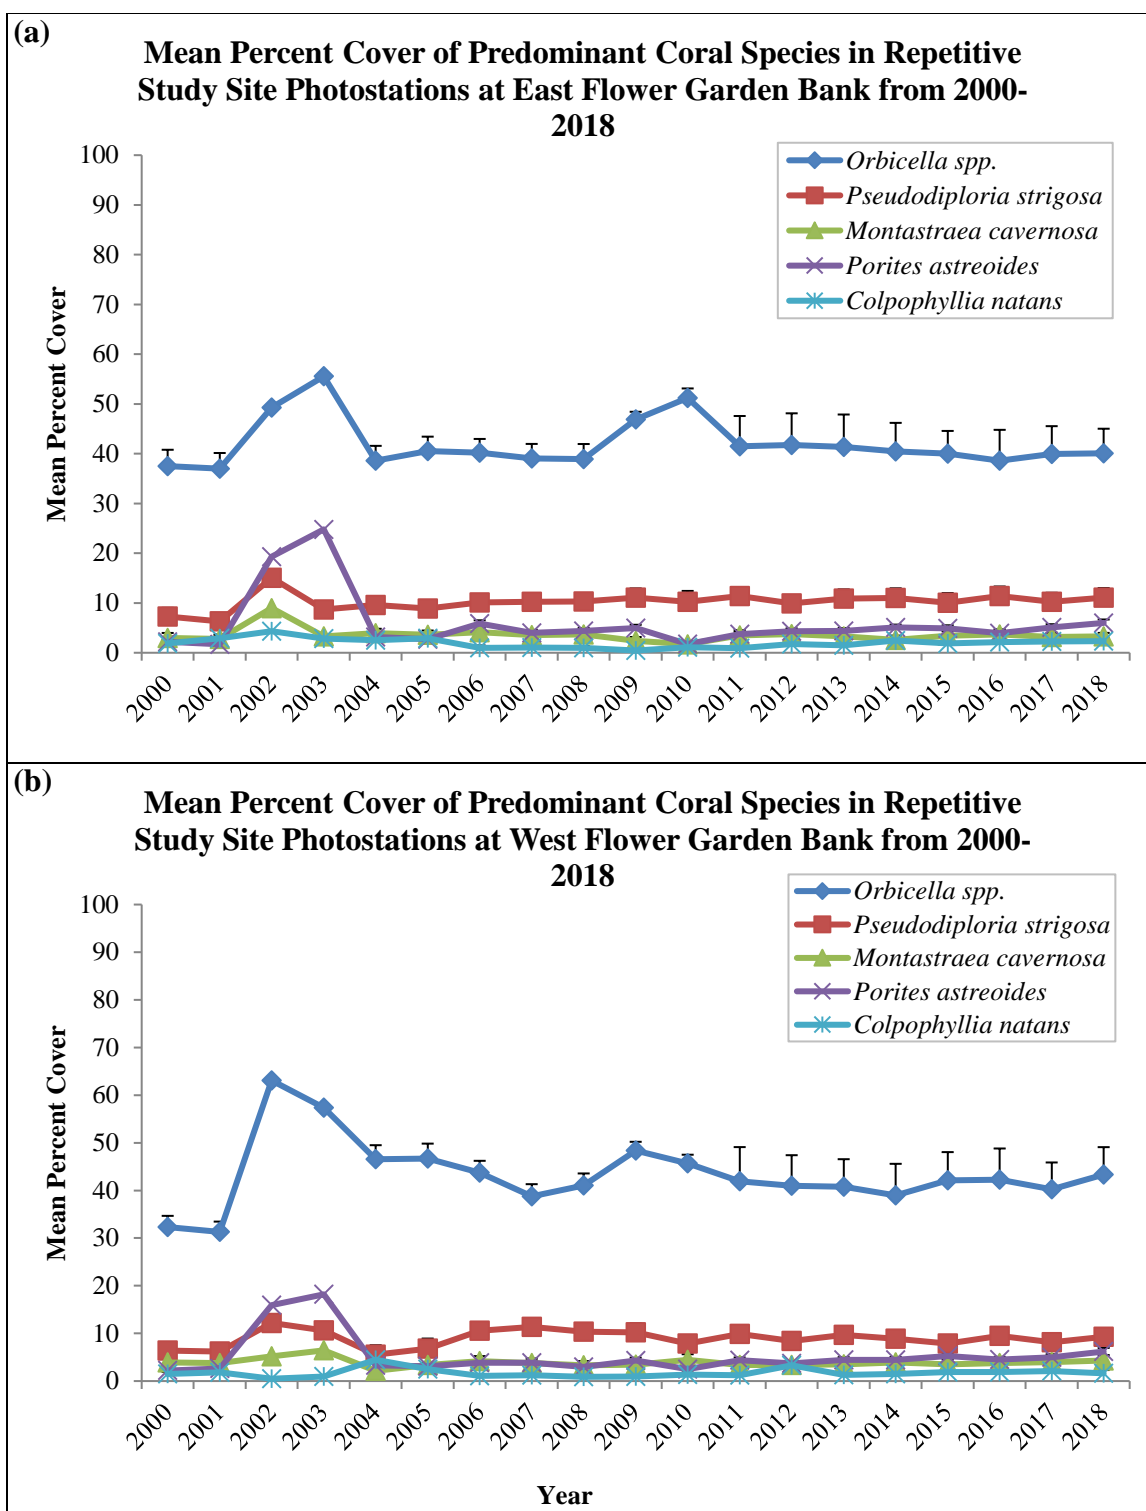 (a)
Mean Percent Cover of Predominant Coral Species in Repetitive
Study Site Photostations at East Flower Garden Bank from 2000-
2018
Orbicella spp.
Pseudodiploria strigosa
Montastraea cavernosa
Porites astreoides
Colpophyllia natans
Mean Percent Cover
100
90
80
70
60
50
40
30
20
10
0
2000 2001 2002 2003 2004 2005 2006 2007 2008 2009 2010 2011 2012 2013 2014 2015 2016 2017 2018
(b)
Mean Percent Cover of Predominant Coral Species in Repetitive
Study Site Photostations at West Flower Garden Bank from 2000-
2018
Orbicella spp.
Pseudodiploria strigosa
Montastraea cavernosa
Porites astreoides
Colpophyllia natans
Mean Percent Cover
100
90
80
70
60
50
40
30
20
10
0
2000 2001 2002 2003 2004 2005 2006 2007 2008 2009 2010 2011 2012 2013 2014 2015 2016 2017 2018
Year